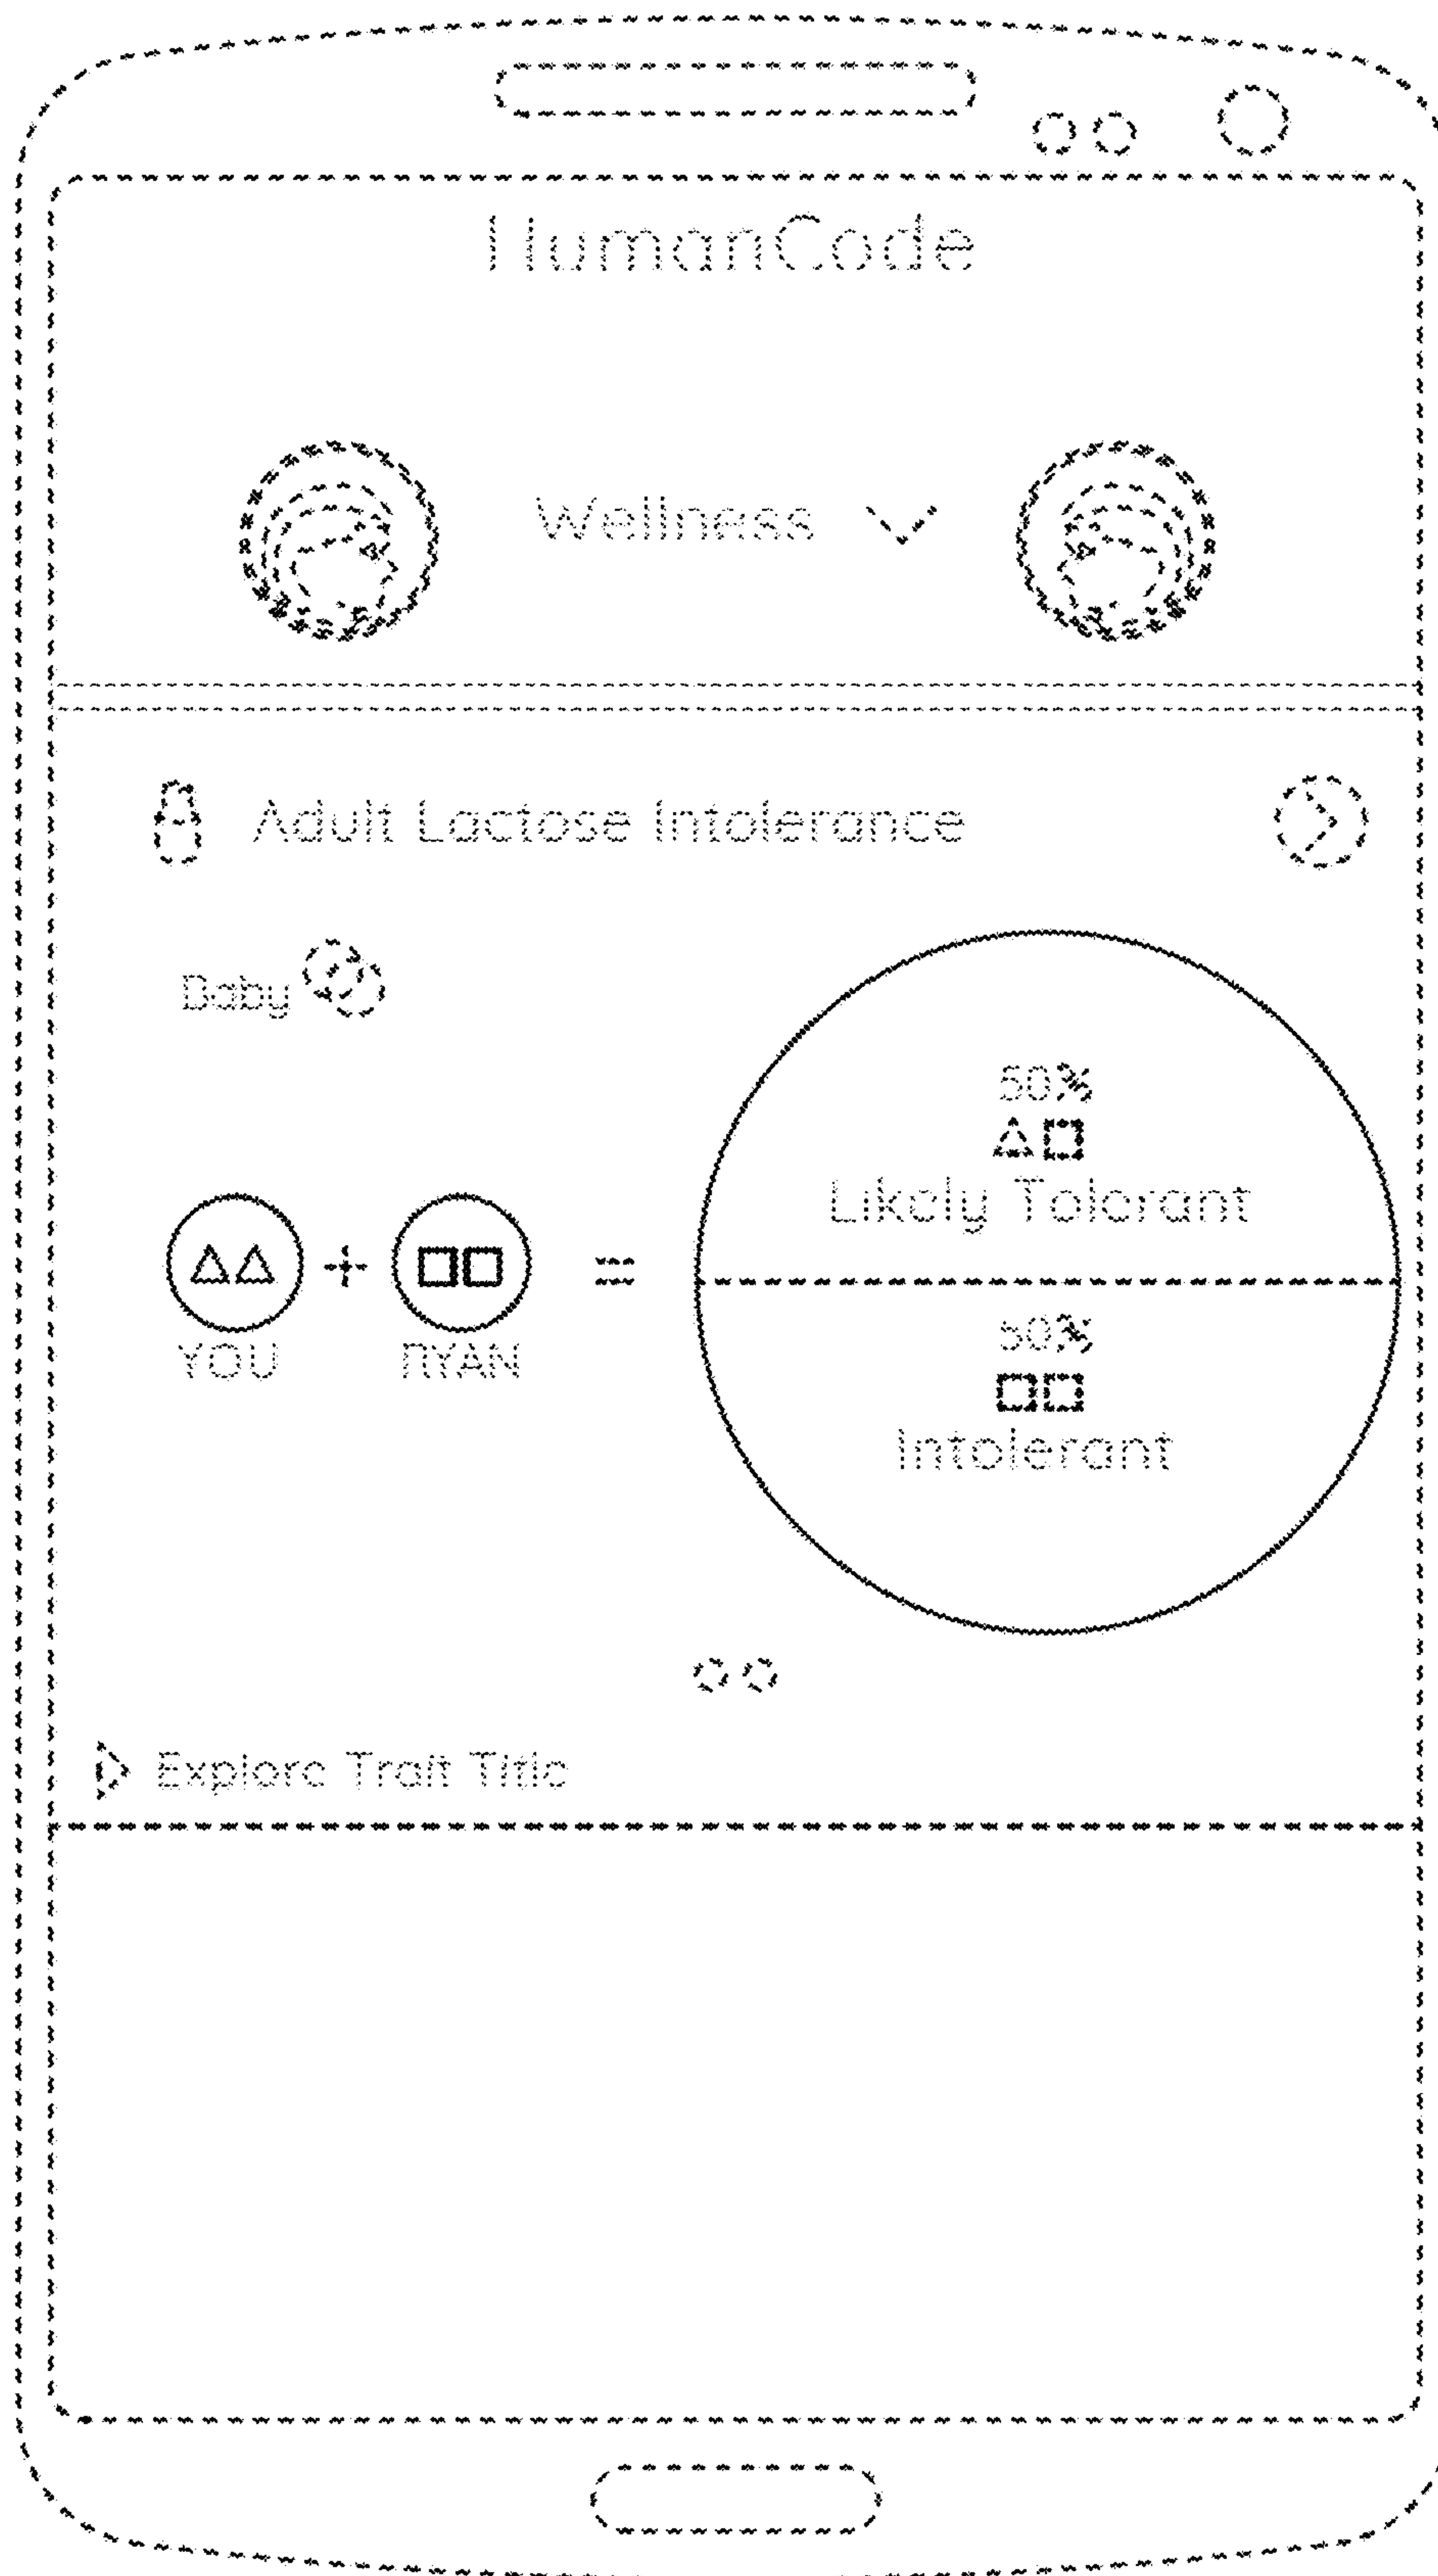 HumanCode
Wellness
Adult Lactose Intolerance
Baby
50%
Likely Tolerant
YOU + RYAN =
50%
Intolerant
Explore Trait Title